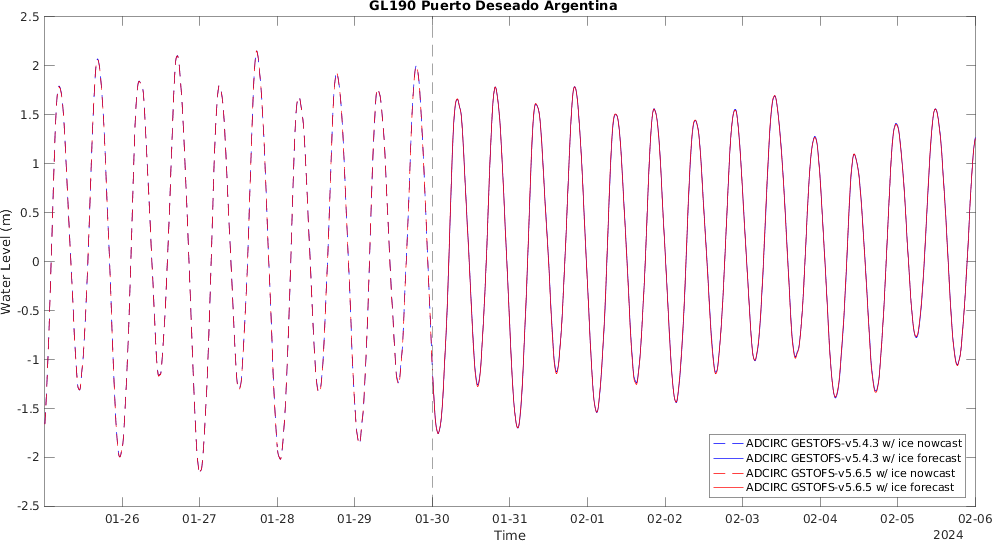 GL190 Puerto Deseado Argentina
2.5
2
1.5
1
0.5
0
-0.5
-1
-1.5
-2
-2.5
Water Level (m)
01-26 01-27 01-28 01-29 01-30 01-31 02-01 02-02 02-03 02-04 02-05 02-06
Time
2024
ADCIRC GESTOFS-v5.4.3 w/ ice nowcast
ADCIRC GESTOFS-v5.4.3 w/ ice forecast
ADCIRC GSTOFS-v5.6.5 w/ ice nowcast
ADCIRC GSTOFS-v5.6.5 w/ ice forecast